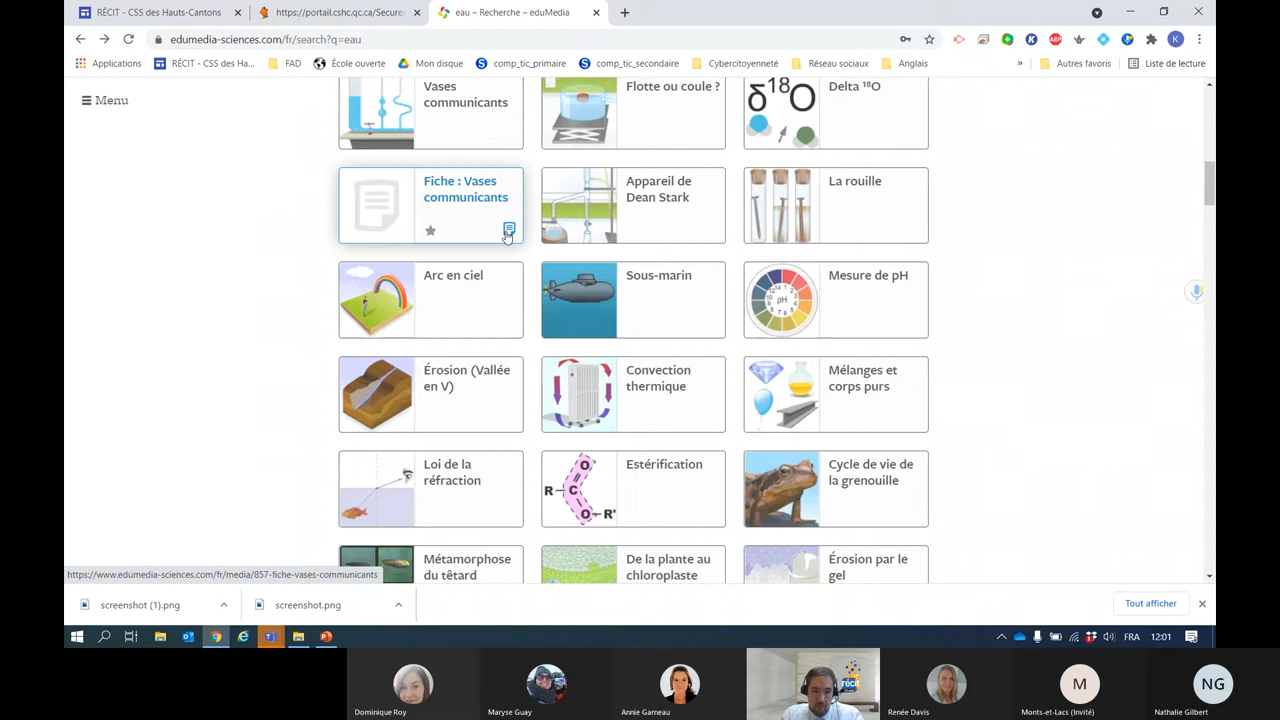 RÉCIT - CSS des Hauts-Cantons
https://portail.cshc.qc.ca/Secure/
eau – Recherche – eduMedia
edumedia-sciences.com/fr/search?q=eau
K
Applications
RÉCIT - CSS des Ha...
FAD
École ouverte
Mon disque
comp_tic_primaire
comp_tic_secondaire
Cybercitoyenneté
Réseau sociaux
Anglais
»
Autres favoris
Liste de lecture
Menu
Vases communicants
Flotte ou coule ?
δ¹⁸O
Delta ¹⁸O
Fiche : Vases communicants
Appareil de Dean Stark
La rouille
Arc en ciel
Sous-marin
pH
Mesure de pH
Érosion (Vallée en V)
Convection thermique
Mélanges et corps purs
Loi de la réfraction
O
R–C
O–R'
Estérification
Cycle de vie de la grenouille
Métamorphose du têtard
De la plante au chloroplaste
Érosion par le gel
https://www.edumedia-sciences.com/fr/media/857-fiche-vases-communicants
screenshot (1).png
screenshot.png
Tout afficher
FRA
12:01
récit
M
NG
Dominique Roy
Maryse Guay
Annie Garneau
Renée Davis
Monts-et-Lacs (Invité)
Nathalie Gilbert